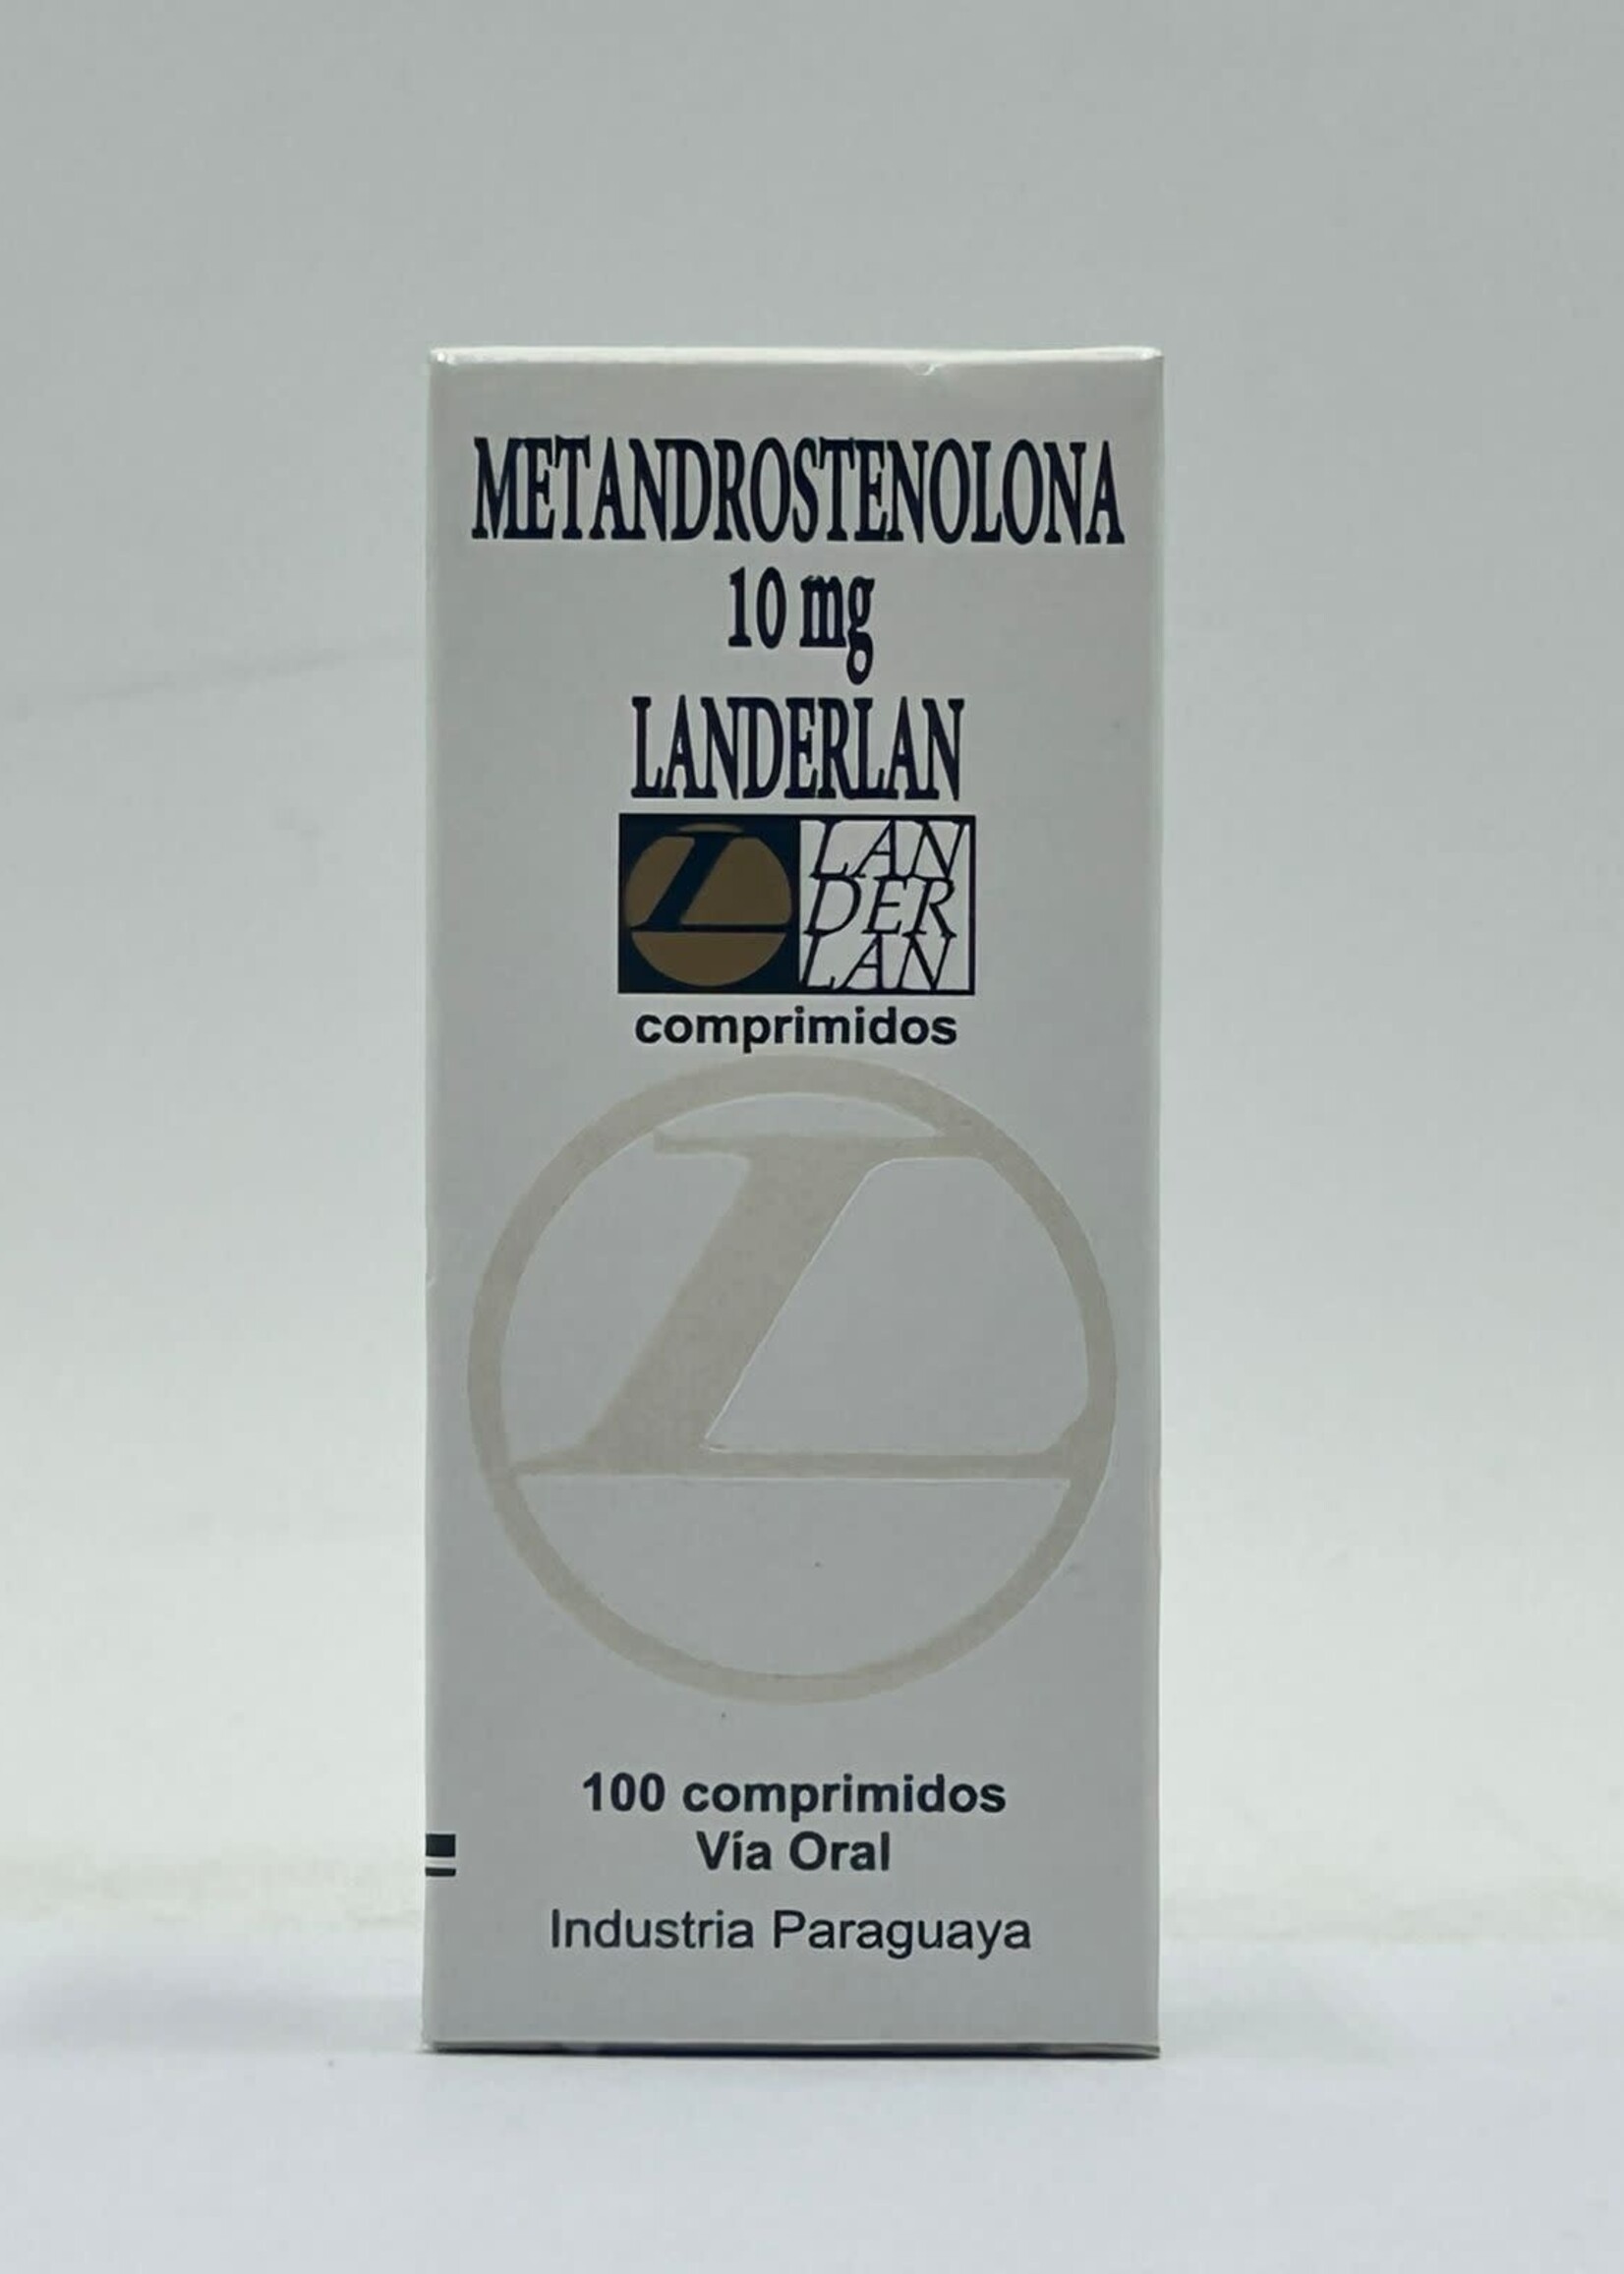 METANDROSTENOLONA
10 mg
LANDERLAN
LAN
DER
LAN
comprimidos
100 comprimidos
Vía Oral
Industria Paraguaya